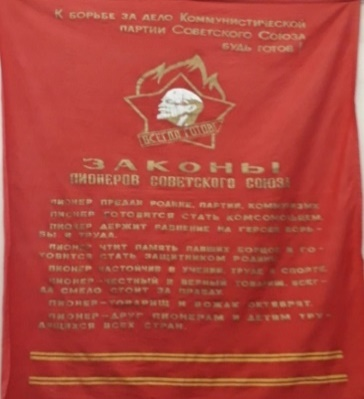 К борьбе за дело Коммунистической
партии Советского Союза
будь готов!
ВСЕГДА ГОТОВ!
ЗАКОНЫ
ПИОНЕРОВ СОВЕТСКОГО СОЮЗА
ПИОНЕР ПРЕДАН РОДИНЕ, ПАРТИИ, КОММУНИЗМУ.
ПИОНЕР ГОТОВИТСЯ СТАТЬ КОМСОМОЛЬЦЕМ.
ПИОНЕР ДЕРЖИТ РАВНЕНИЕ НА ГЕРОЕВ БОРЬ-
БЫ И ТРУДА.
ПИОНЕР ЧТИТ ПАМЯТЬ ПАВШИХ БОРЦОВ И ГО-
ТОВИТСЯ СТАТЬ ЗАЩИТНИКОМ РОДИНЫ.
ПИОНЕР НАСТОЙЧИВ В УЧЕНИИ, ТРУДЕ И СПОРТЕ.
ПИОНЕР-ЧЕСТНЫЙ И ВЕРНЫЙ ТОВАРИЩ, ВСЕГ-
ДА СМЕЛО СТОИТ ЗА ПРАВДУ.
ПИОНЕР-ТОВАРИЩ И ВОЖАК ОКТЯБРЯТ.
ПИОНЕР-ДРУГ ПИОНЕРАМ И ДЕТЯМ ТРУ-
ДЯЩИХСЯ ВСЕХ СТРАН.